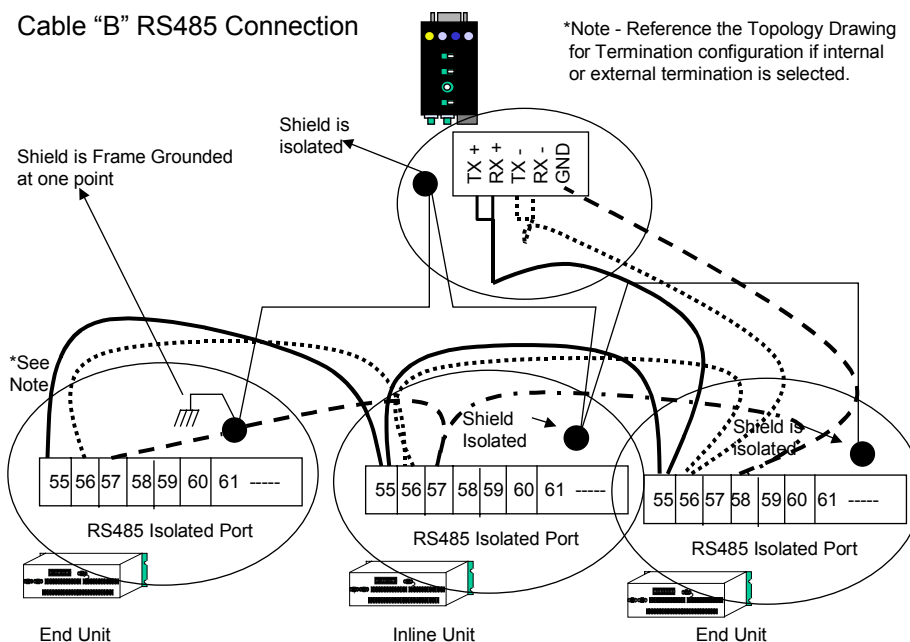 Cable “B” RS485 Connection
*Note - Reference the Topology Drawing
for Termination configuration if internal
or external termination is selected.
Shield is
isolated
Shield is Frame Grounded
at one point
TX +
RX +
TX -
RX -
GND
*See
Note
Shield
Isolated
Shield is
isolated
55 56 57 58 59 60 61 -----
RS485 Isolated Port
55 56 57 58 59 60 61 -----
RS485 Isolated Port
55 56 57 58 59 60 61 -----
RS485 Isolated Port
End Unit
Inline Unit
End Unit